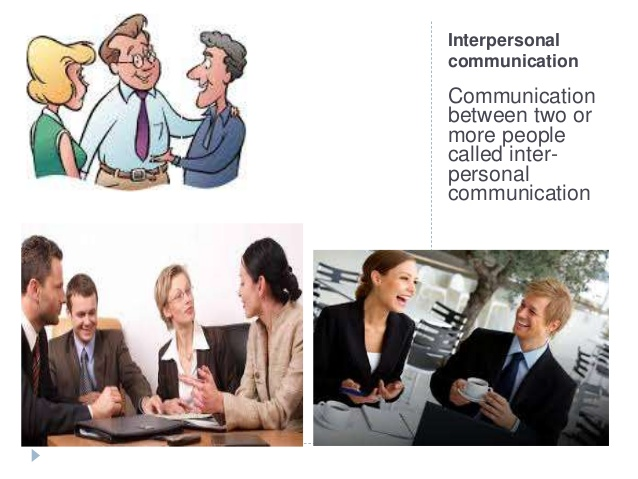 Interpersonal
communication
Communication
between two or
more people
called inter-
personal
communication